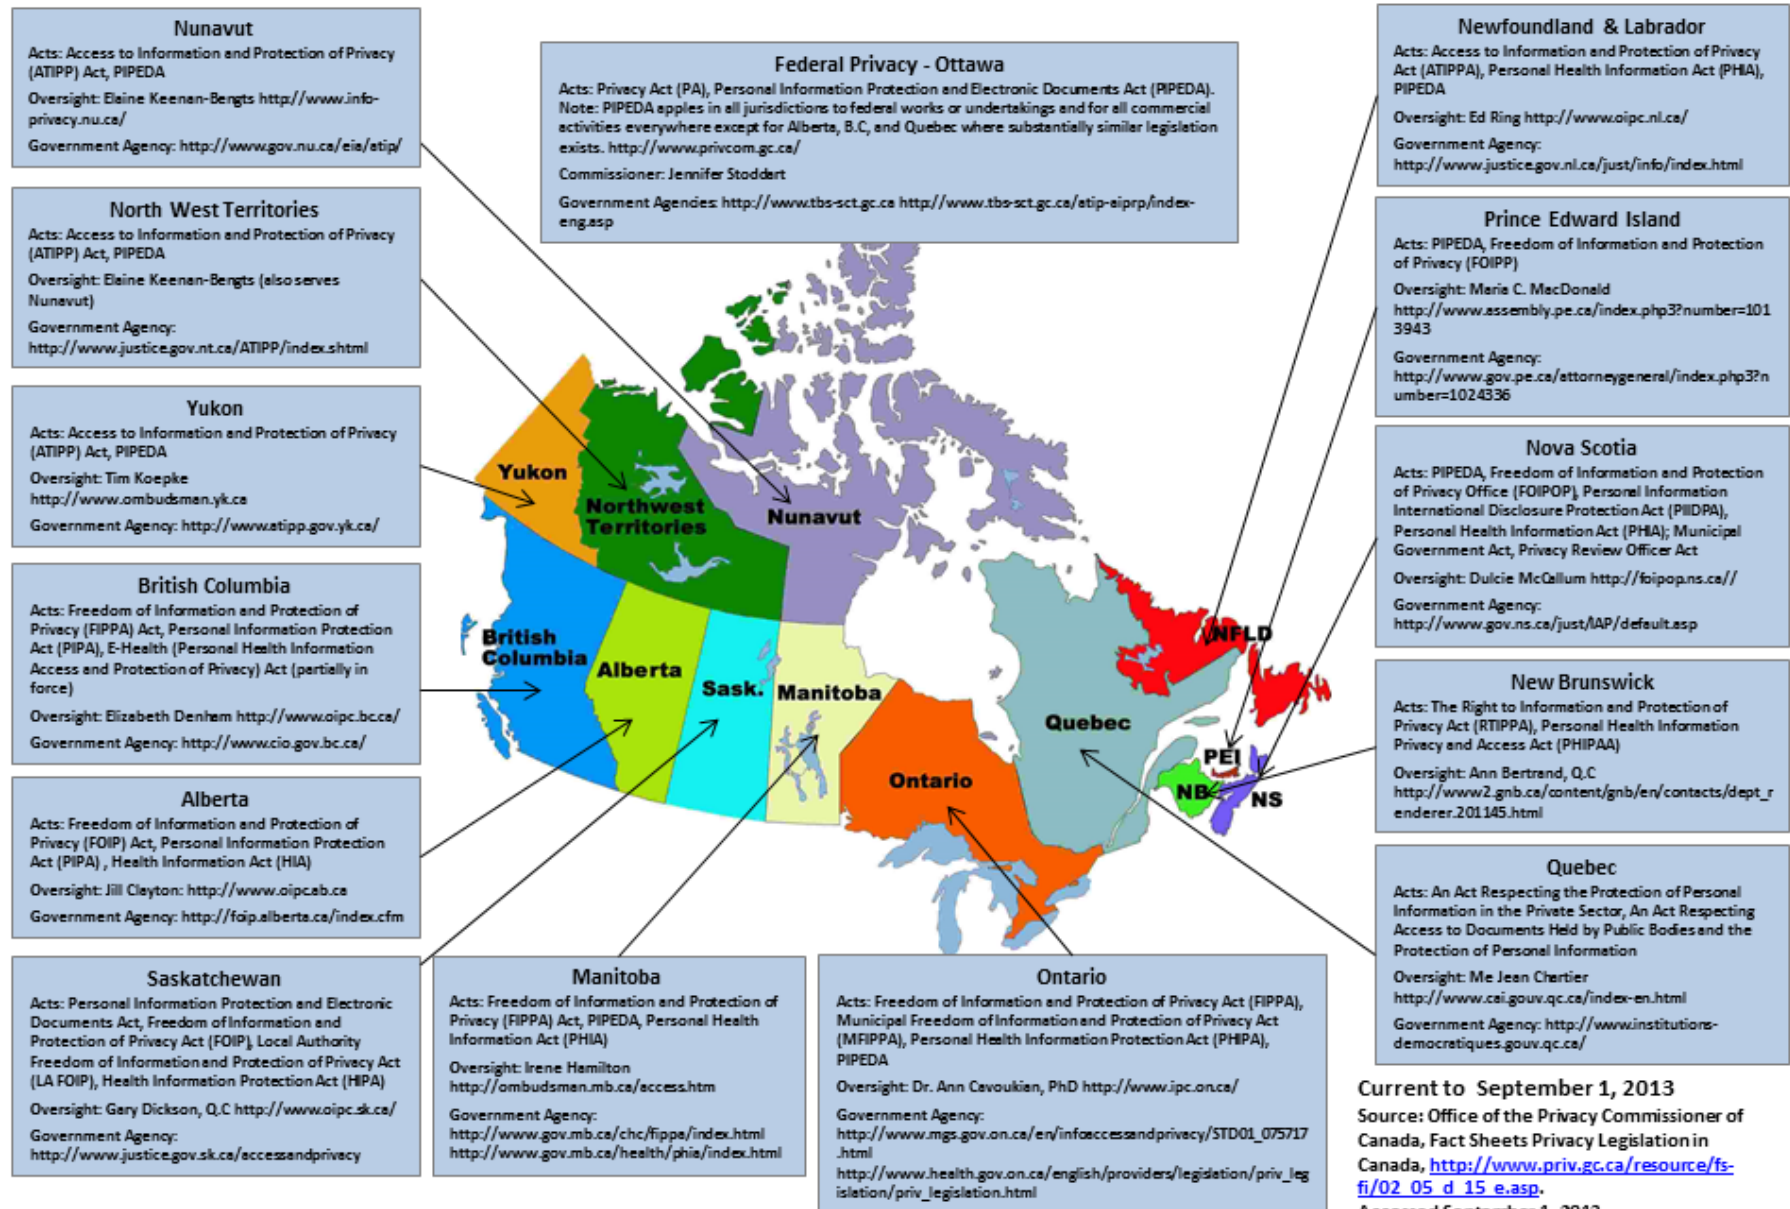 Nunavut
Acts: Access to Information and Protection of Privacy
(ATIPP) Act, PIPEDA
Oversight: Elaine Keenan-Bengts http://www.info-
privacy.nu.ca/
Government Agency: http://www.gov.nu.ca/eia/atip/
North West Territories
Acts: Access to Information and Protection of Privacy
(ATIPP) Act, PIPEDA
Oversight: Elaine Keenan-Bengts (also serves
Nunavut)
Government Agency:
http://www.justice.gov.nt.ca/ATIPP/index.shtml
Yukon
Acts: Access to Information and Protection of Privacy
(ATIPP) Act, PIPEDA
Oversight: Tim Koepke
http://www.ombudsman.yk.ca
Government Agency: http://www.atipp.gov.yk.ca/
British Columbia
Acts: Freedom of Information and Protection of
Privacy (FIPPA) Act, Personal Information Protection
Act (PIPA), E-Health (Personal Health Information
Access and Protection of Privacy) Act (partially in
force)
Oversight: Elizabeth Denham http://www.oipc.bc.ca/
Government Agency: http://www.cio.gov.bc.ca/
Alberta
Acts: Freedom of Information and Protection of
Privacy (FOIP) Act, Personal Information Protection
Act (PIPA) , Health Information Act (HIA)
Oversight: Jill Clayton: http://www.oipc.ab.ca
Government Agency: http://foip.alberta.ca/index.cfm
Saskatchewan
Acts: Personal Information Protection and Electronic
Documents Act, Freedom of Information and
Protection of Privacy Act (FOIP), Local Authority
Freedom of Information and Protection of Privacy Act
(LA FOIP), Health Information Protection Act (HIPA)
Oversight: Gary Dickson, Q.C http://www.oipc.sk.ca/
Government Agency:
http://www.justice.gov.sk.ca/accessandprivacy
Federal Privacy - Ottawa
Acts: Privacy Act (PA), Personal Information Protection and Electronic Documents Act (PIPEDA).
Note: PIPEDA apples in all jurisdictions to federal works or undertakings and for all commercial
activities everywhere except for Alberta, B.C, and Quebec where substantially similar legislation
exists. http://www.privcom.gc.ca/
Commissioner: Jennifer Stoddart
Government Agencies: http://www.tbs-sct.gc.ca http://www.tbs-sct.gc.ca/atip-aiprp/index-
eng.asp
Yukon
Northwest
Territories
Nunavut
British
Columbia
Alberta
Sask.
Manitoba
Ontario
Quebec
NFLD
PEI
NB
NS
Manitoba
Acts: Freedom of Information and Protection of
Privacy (FIPPA) Act, PIPEDA, Personal Health
Information Act (PHIA)
Oversight: Irene Hamilton
http://ombudsman.mb.ca/access.htm
Government Agency:
http://www.gov.mb.ca/chc/fippa/index.html
http://www.gov.mb.ca/health/phia/index.html
Ontario
Acts: Freedom of Information and Protection of Privacy Act (FIPPA),
Municipal Freedom of Information and Protection of Privacy Act
(MFIPPA), Personal Health Information Protection Act (PHIPA),
PIPEDA
Oversight: Dr. Ann Cavoukian, PhD http://www.ipc.on.ca/
Government Agency:
http://www.mgs.gov.on.ca/en/infoaccessandprivacy/STD01_075717
.html
http://www.health.gov.on.ca/english/providers/legislation/priv_leg
islation/priv_legislation.html
Newfoundland & Labrador
Acts: Access to Information and Protection of Privacy
Act (ATIPPA), Personal Health Information Act (PHIA),
PIPEDA
Oversight: Ed Ring http://www.oipc.nl.ca/
Government Agency:
http://www.justice.gov.nl.ca/just/info/index.html
Prince Edward Island
Acts: PIPEDA, Freedom of Information and Protection
of Privacy (FOIPP)
Oversight: Maria C. MacDonald
http://www.assembly.pe.ca/index.php3?number=101
3943
Government Agency:
http://www.gov.pe.ca/attorneygeneral/index.php3?n
umber=1024336
Nova Scotia
Acts: PIPEDA, Freedom of Information and Protection
of Privacy Office (FOIPOP), Personal Information
International Disclosure Protection Act (PIIDPA),
Personal Health Information Act (PHIA); Municipal
Government Act, Privacy Review Officer Act
Oversight: Dulcie McCallum http://foipop.ns.ca//
Government Agency:
http://www.gov.ns.ca/just/IAP/default.asp
New Brunswick
Acts: The Right to Information and Protection of
Privacy Act (RTIPPA), Personal Health Information
Privacy and Access Act (PHIPAA)
Oversight: Ann Bertrand, Q.C
http://www2.gnb.ca/content/gnb/en/contacts/dept_r
enderer.201145.html
Quebec
Acts: An Act Respecting the Protection of Personal
Information in the Private Sector, An Act Respecting
Access to Documents Held by Public Bodies and the
Protection of Personal Information
Oversight: Me Jean Chartier
http://www.cai.gouv.qc.ca/index-en.html
Government Agency: http://www.institutions-
democratiques.gouv.qc.ca/
Current to September 1, 2013
Source: Office of the Privacy Commissioner of
Canada, Fact Sheets Privacy Legislation in
Canada, http://www.priv.gc.ca/resource/fs-
fi/02_05_d_15_e.asp.
Accessed September 1, 2013